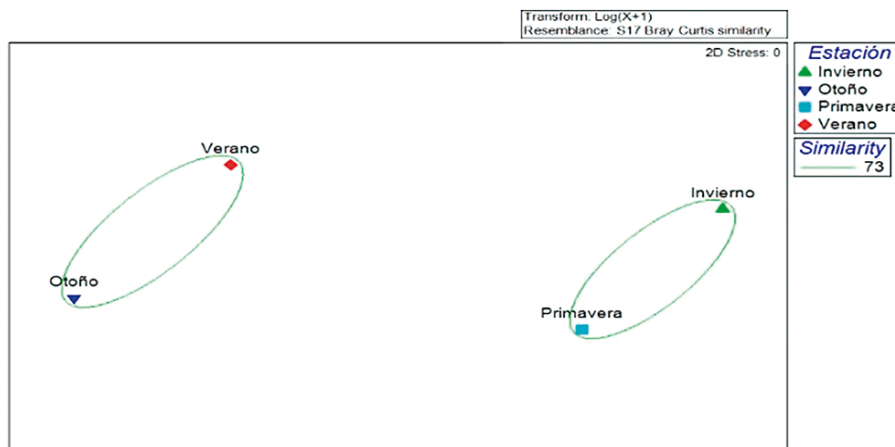 Transform: Log(X+1)
Resemblance: S17 Bray Curtis similarity
2D Stress: 0
Estación
Invierno
Otoño
Primavera
Verano
Similarity
73
Verano
Invierno
Otoño
Primavera